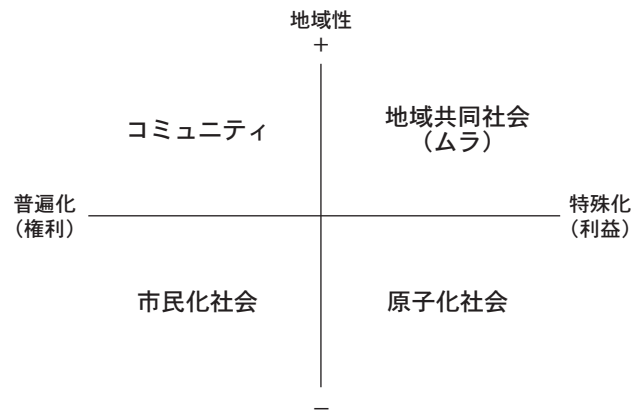 地域性
+
コミュニティ
地域共同社会
（ムラ）
普遍化
（権利）
特殊化
（利益）
市民化社会
原子化社会
−